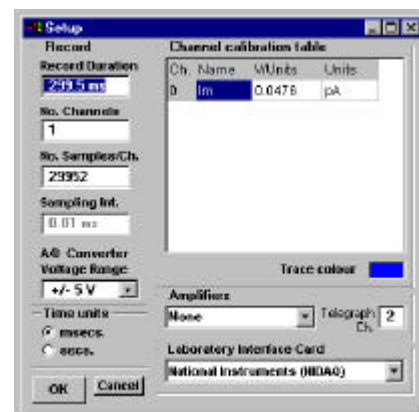 Setup
Record
Record Duration
299.5 ms
No. Channels
1
No. Samples/Ch.
29952
Sampling Int.
0.01 ms
A/D Converter
Voltage Range
+/- 5 V
Time units
msecs.
secs.
OK
Cancel
Channel calibration table
Ch. Name V/Units Units
0 Im 0.0476 pA
Trace colour
Amplifiers
None
Telegraph
Ch.
2
Laboratory Interface Card
National Instruments (NIDAQ)